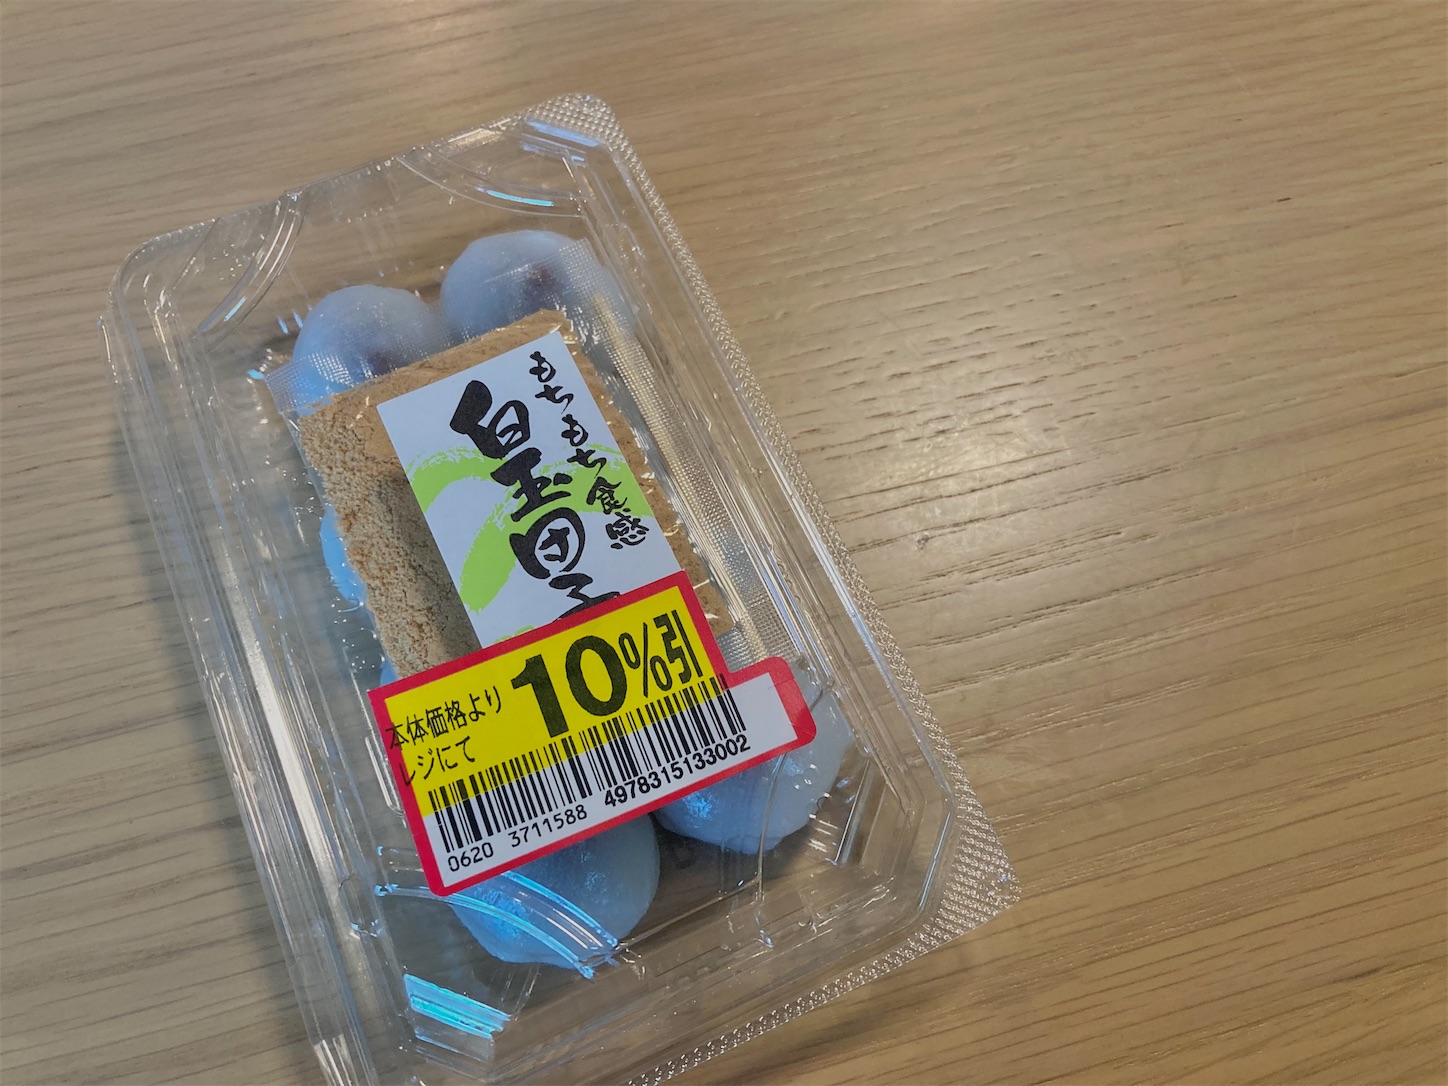 もちもち食感
白玉団子
本体価格より
レジにて
10%引
0620 3711588 4978315133002